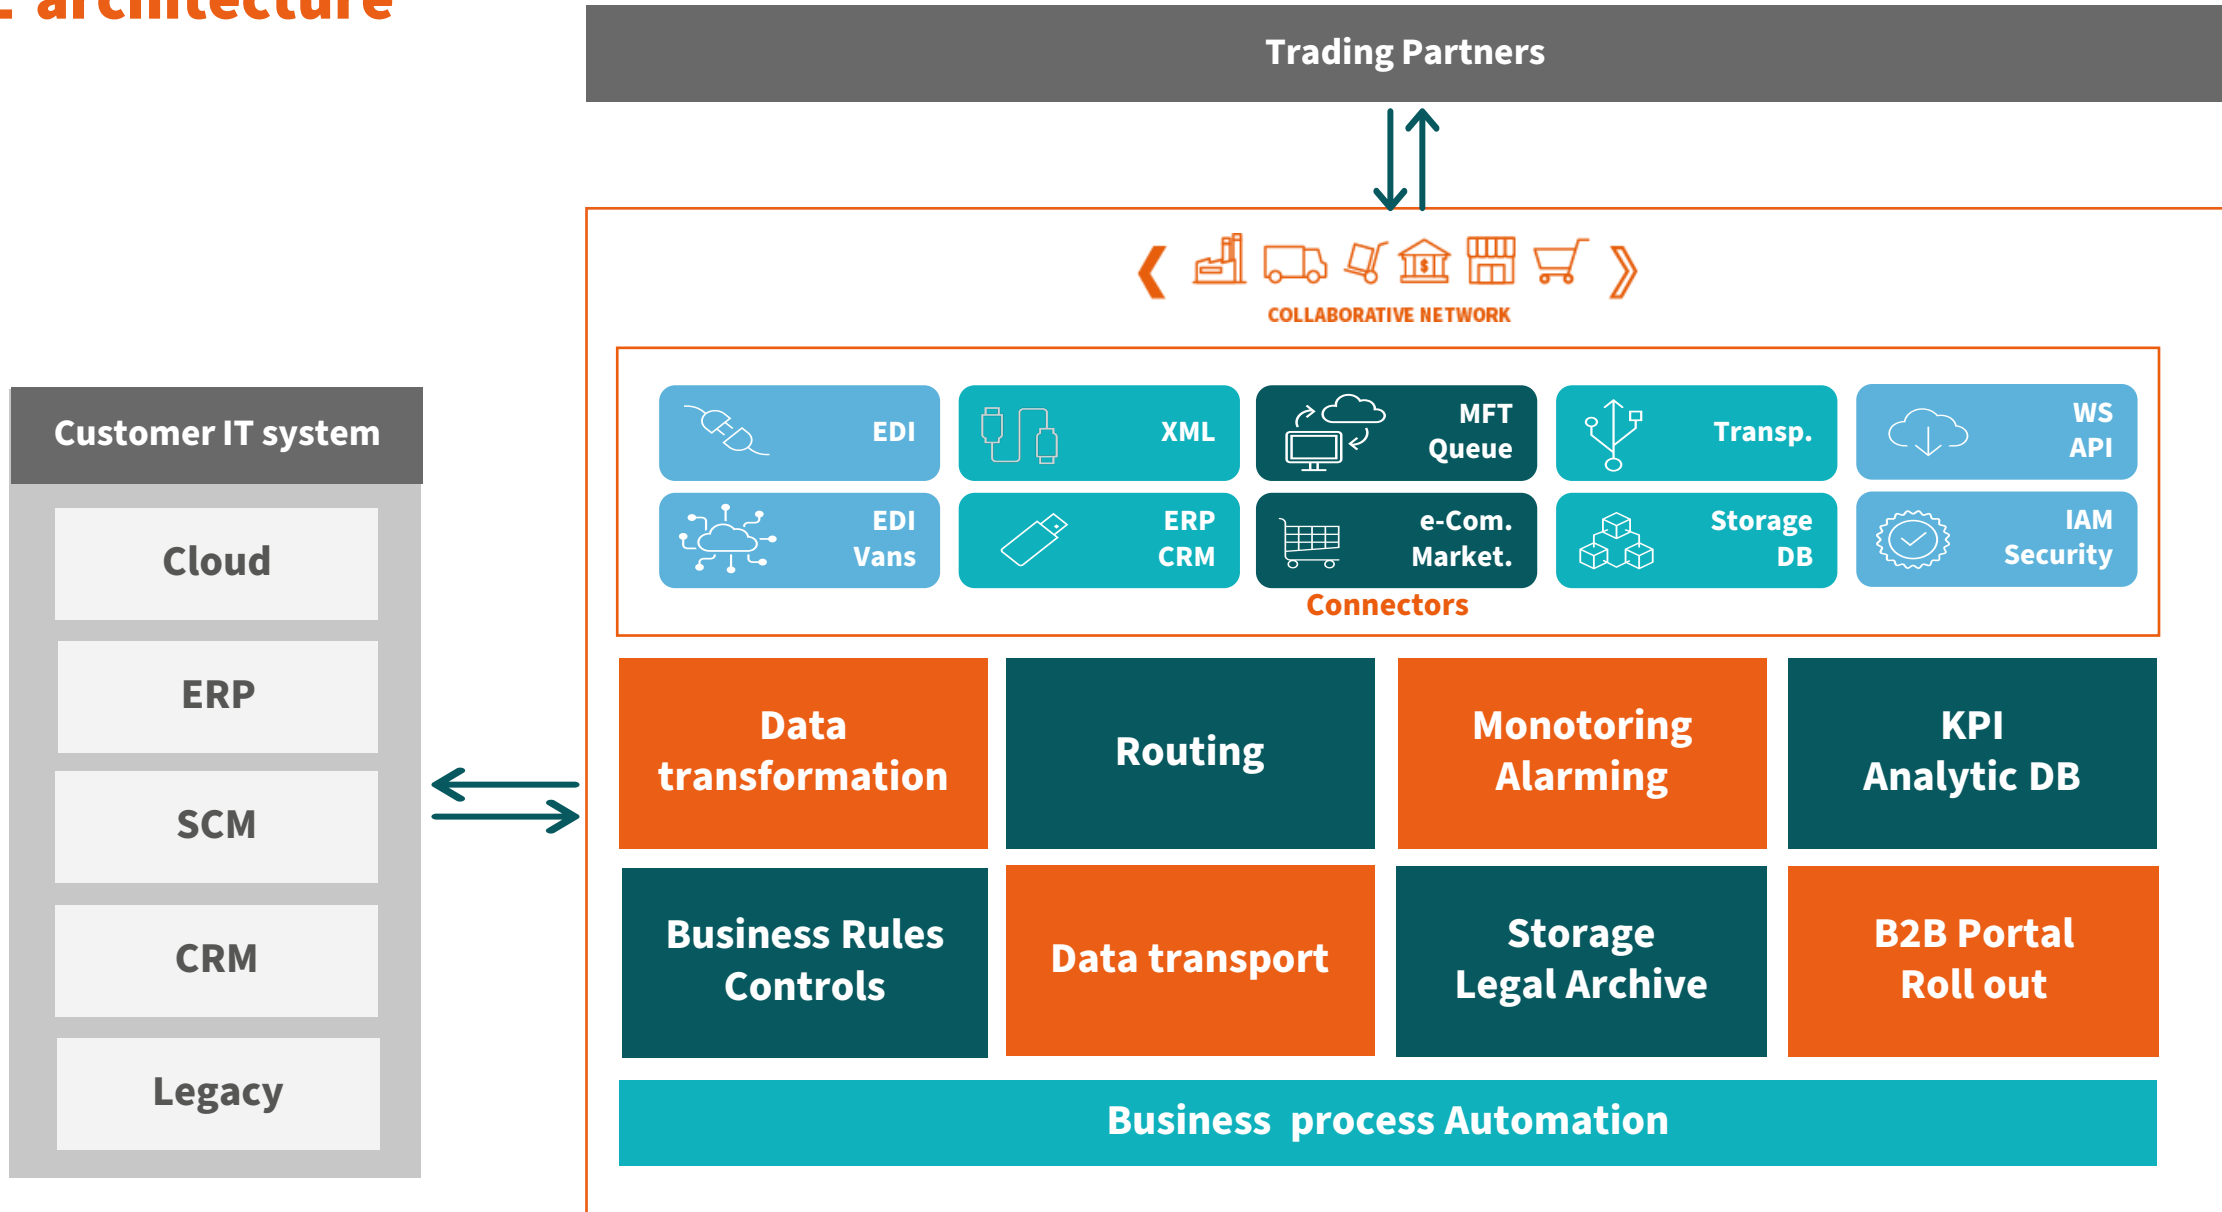 architecture
Trading Partners
COLLABORATIVE NETWORK
EDI
XML
MFT
Queue
Transp.
WS
API
EDI
Vans
ERP
CRM
e-Com.
Market.
Storage
DB
IAM
Security
Connectors
Customer IT system
Cloud
ERP
SCM
CRM
Legacy
Data
transformation
Routing
Monotoring
Alarming
KPI
Analytic DB
Business Rules
Controls
Data transport
Storage
Legal Archive
B2B Portal
Roll out
Business process Automation